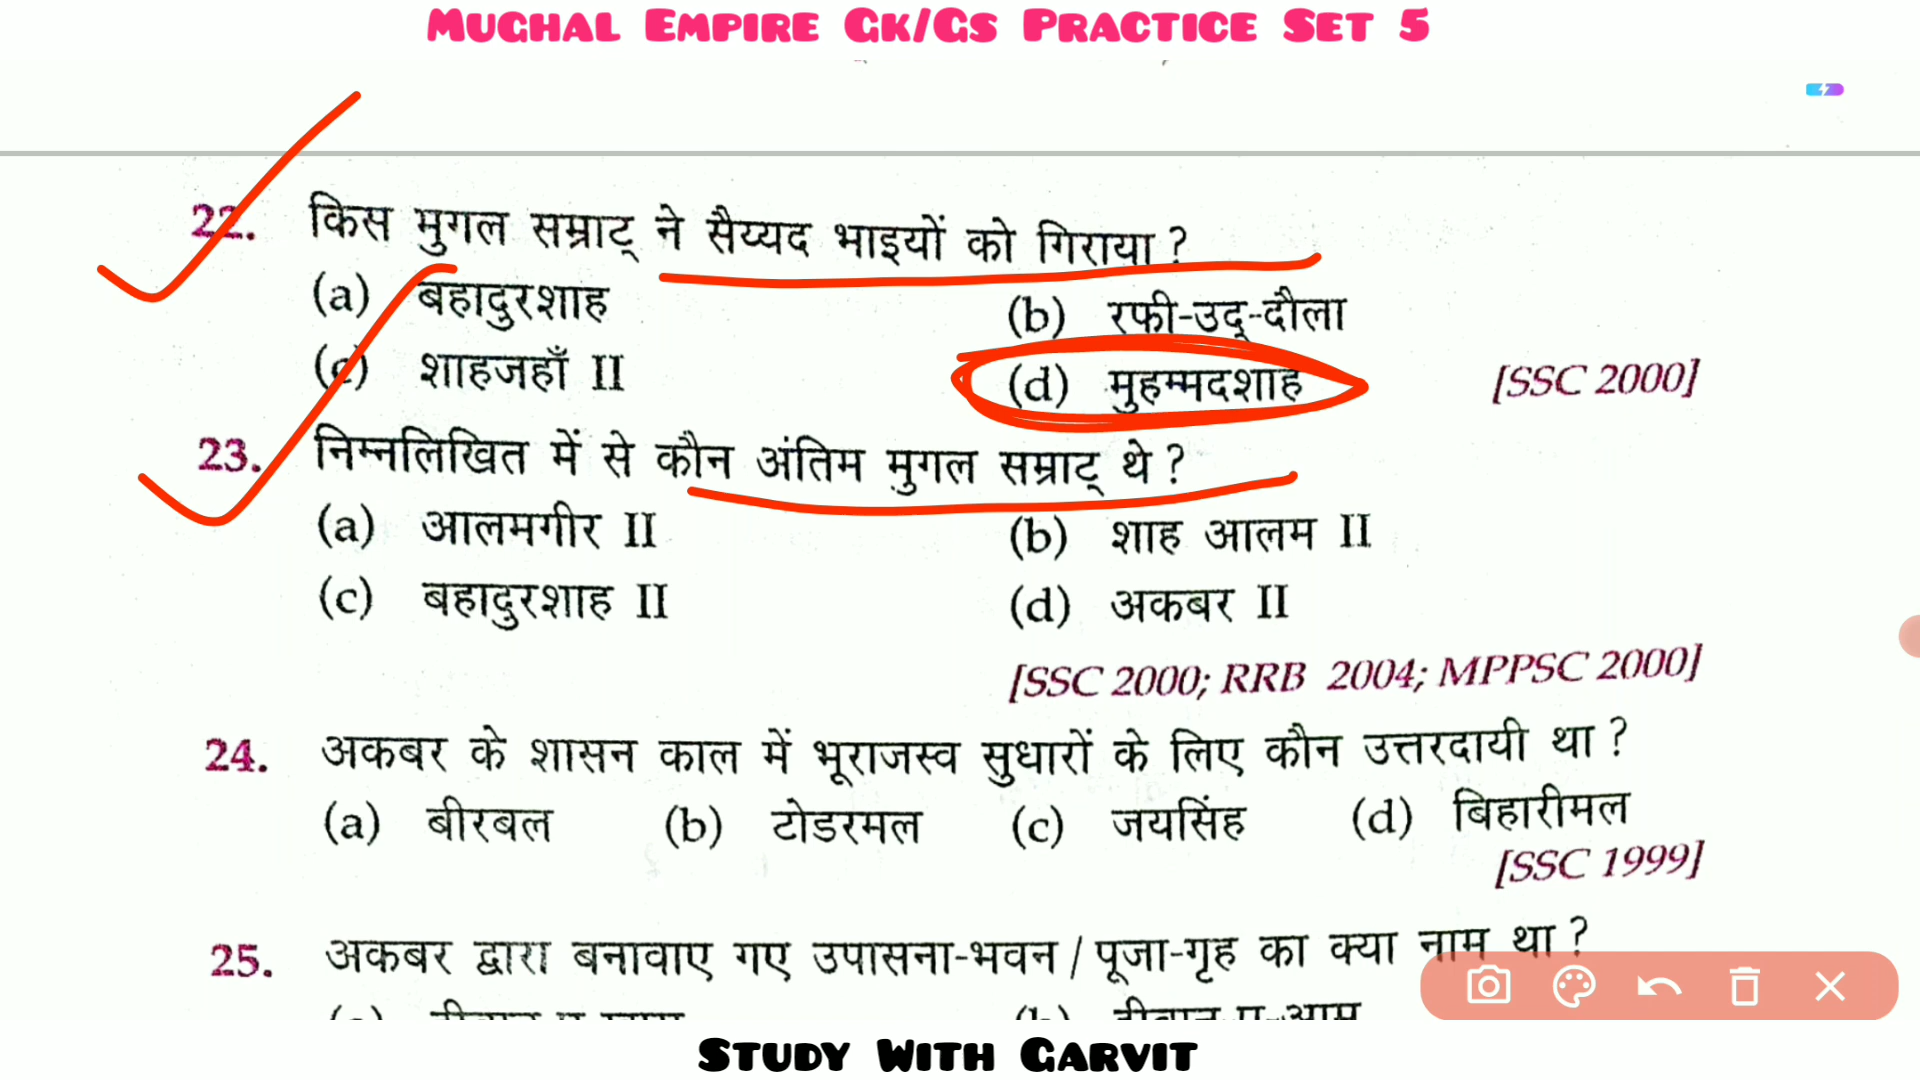 MUGHAL EMPIRE GK/GS PRACTICE SET 5
22. किस मुगल सम्राट् ने सैय्यद भाइयों को गिराया ?
(a) बहादुरशाह (b) रफी-उद्-दौला
(c) शाहजहाँ II (d) मुहम्मदशाह [SSC 2000]
23. निम्नलिखित में से कौन अंतिम मुगल सम्राट् थे ?
(a) आलमगीर II (b) शाह आलम II
(c) बहादुरशाह II (d) अकबर II
[SSC 2000; RRB 2004; MPPSC 2000]
24. अकबर के शासन काल में भूराजस्व सुधारों के लिए कौन उत्तरदायी था ?
(a) बीरबल (b) टोडरमल (c) जयसिंह (d) बिहारीमल
[SSC 1999]
25. अकबर द्वारा बनावाए गए उपासना-भवन / पूजा-गृह का क्या नाम था ?
STUDY WITH GARVIT